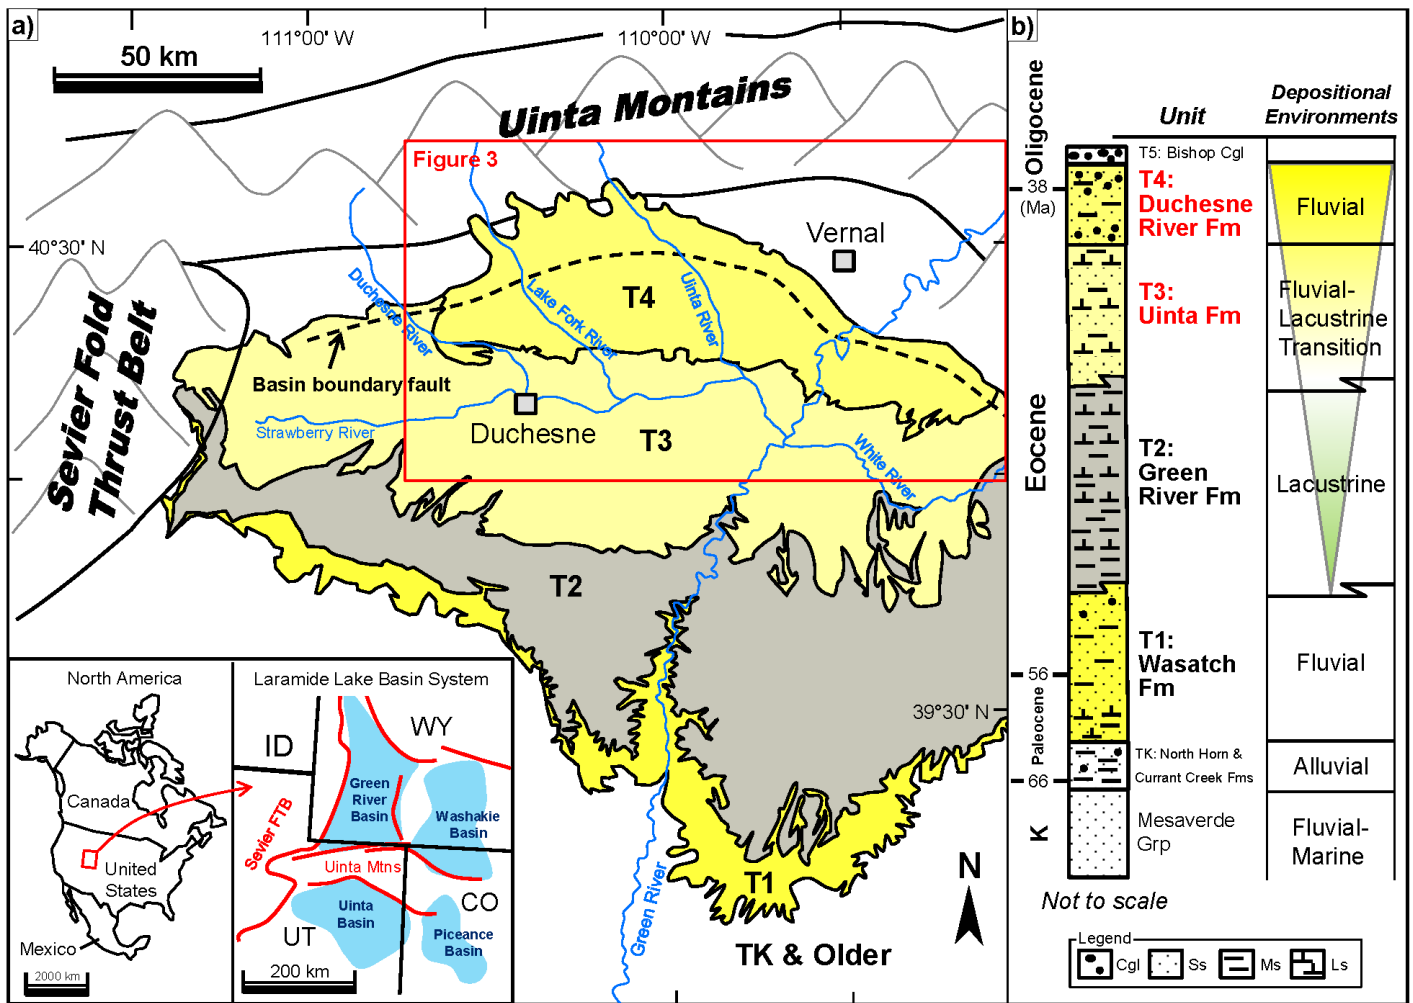 a)
111°00' W
110°00' W
50 km
Uinta Montains
Figure 3
Vernal
40°30' N
T4
Duchesne River
Lake Fork River
Uinta River
Basin boundary fault
Sevier Fold
Thrust Belt
Strawberry River
Duchesne
T3
White River
T2
39°30' N
T1
Green River
N
TK & Older
North America
Canada
United
States
Mexico
2000 km
Laramide Lake Basin System
ID
WY
Green
River
Basin
Washakie
Basin
Sevier FTB
Uinta Mtns
Uinta
Basin
CO
UT
Piceance
Basin
200 km
b)
Unit
Depositional
Environments
Oligocene
38
(Ma)
Eocene
56
Paleocene
66
K
T5: Bishop Cgl
T4:
Duchesne
River Fm
Fluvial
T3:
Uinta Fm
Fluvial-
Lacustrine
Transition
T2:
Green
River Fm
Lacustrine
T1:
Wasatch
Fm
Fluvial
TK: North Horn &
Currant Creek Fms
Alluvial
Mesaverde
Grp
Fluvial-
Marine
Not to scale
Legend
Cgl
Ss
Ms
Ls